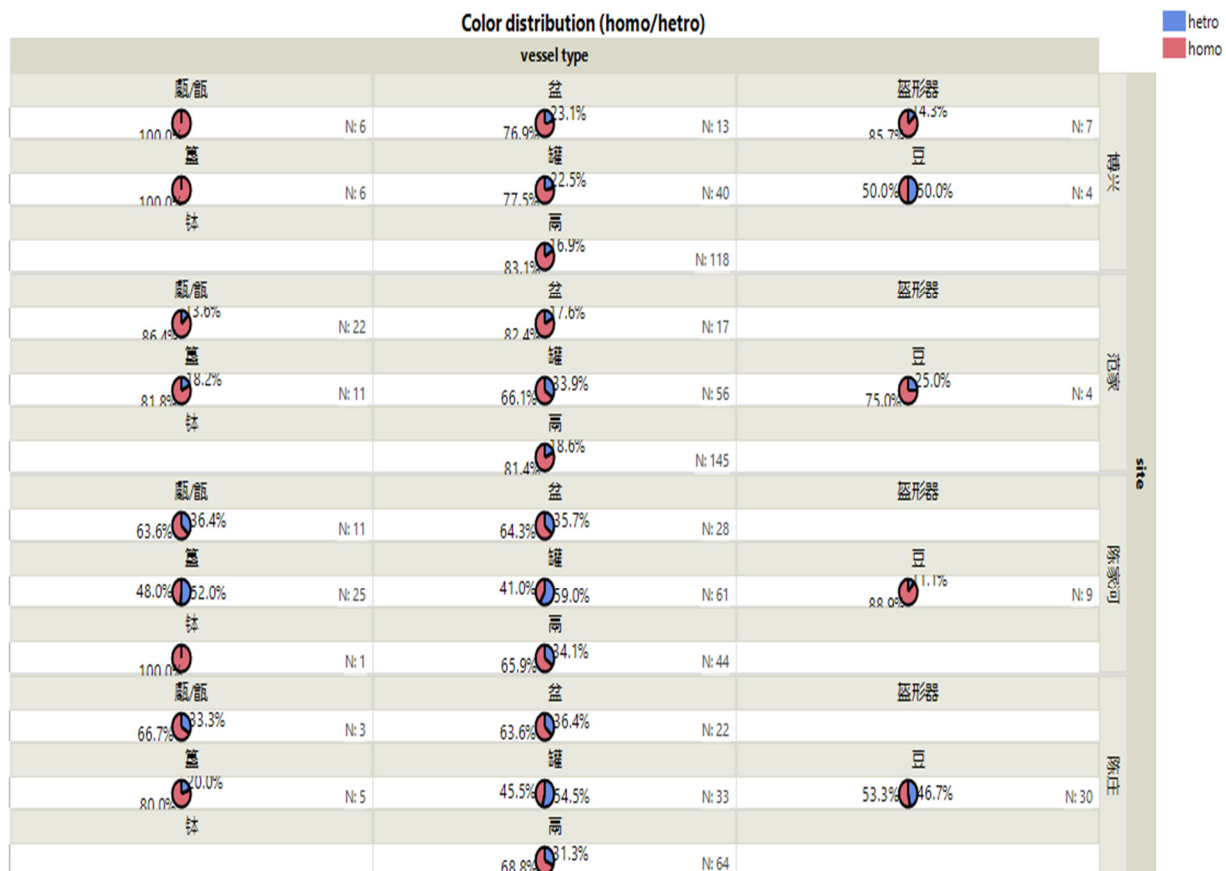 Color distribution (homo/hetro)
hetro
homo
vessel type
甗/甑 盆 盔形器
100.0% N: 6 76.9% 23.1% N: 13 85.7% 14.3% N: 7
簋 罐 豆
100.0% N: 6 77.5% 22.5% N: 40 50.0% 50.0% N: 4
钵 鬲
83.1% 16.9% N: 118
博兴
甗/甑 盆 盔形器
86.4% 13.6% N: 22 82.4% 17.6% N: 17
簋 罐 豆
81.8% 18.2% N: 11 66.1% 33.9% N: 56 75.0% 25.0% N: 4
钵 鬲
81.4% 18.6% N: 145
范家
site
甗/甑 盆 盔形器
63.6% 36.4% N: 11 64.3% 35.7% N: 28
簋 罐 豆
48.0% 52.0% N: 25 41.0% 59.0% N: 61 88.9% 11.1% N: 9
钵 鬲
100.0% N: 1 65.9% 34.1% N: 44
陈家河
甗/甑 盆 盔形器
66.7% 33.3% N: 3 63.6% 36.4% N: 22
簋 罐 豆
80.0% 20.0% N: 5 45.5% 54.5% N: 33 53.3% 46.7% N: 30
钵 鬲
68.8% 31.3% N: 64
陈庄